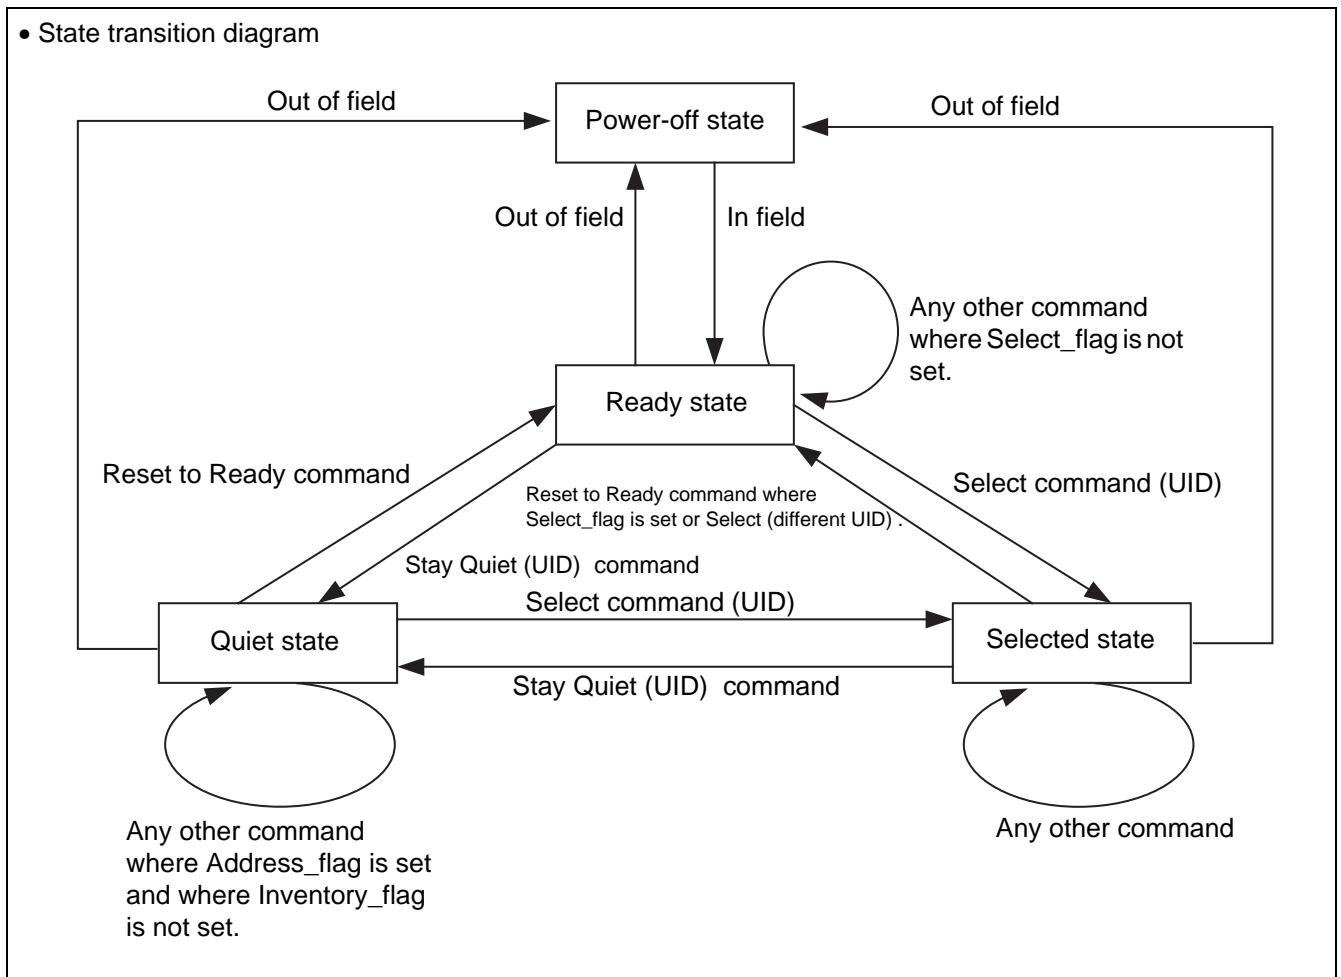 • State transition diagram
Out of field
Power-off state
Out of field
Out of field
In field
Any other command
where Select_flag is not
set.
Ready state
Reset to Ready command
Select command (UID)
Reset to Ready command where
Select_flag is set or Select (different UID) .
Stay Quiet (UID) command
Select command (UID)
Quiet state
Selected state
Stay Quiet (UID) command
Any other command
where Address_flag is set
and where Inventory_flag
is not set.
Any other command